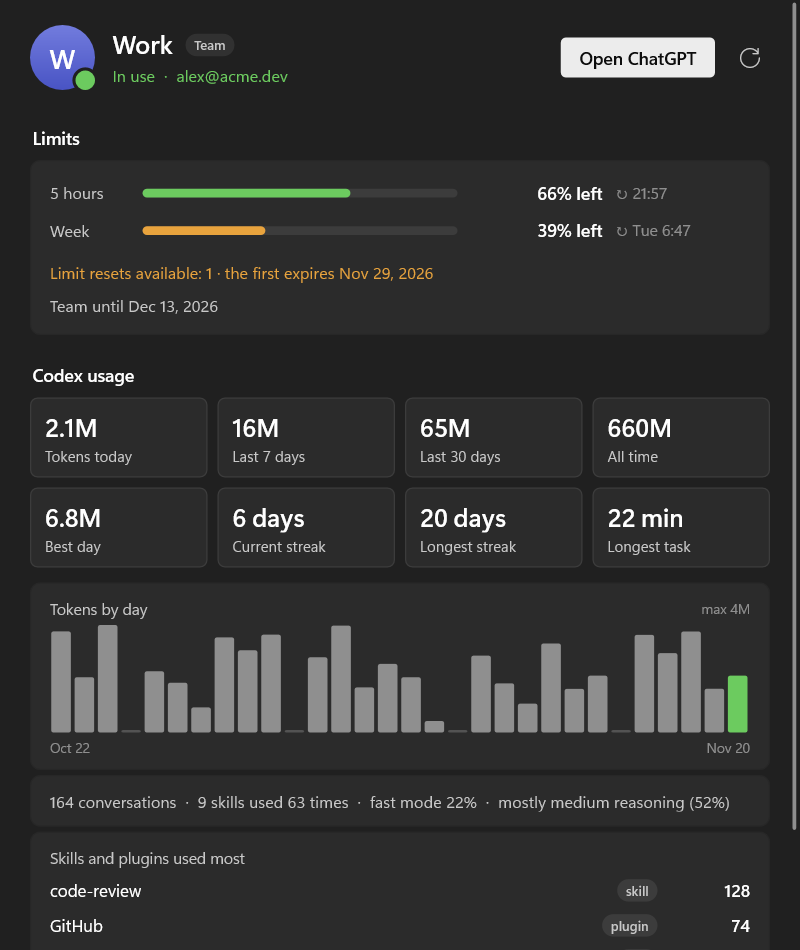 W
Work Team
In use · alex@acme.dev
Open ChatGPT
Limits
5 hours 66% left ↻ 21:57
Week 39% left ↻ Tue 6:47
Limit resets available: 1 · the first expires Nov 29, 2026
Team until Dec 13, 2026
Codex usage
2.1M 16M 65M 660M
Tokens today Last 7 days Last 30 days All time
6.8M 6 days 20 days 22 min
Best day Current streak Longest streak Longest task
Tokens by day max 4M
Oct 22 Nov 20
164 conversations · 9 skills used 63 times · fast mode 22% · mostly medium reasoning (52%)
Skills and plugins used most
code-review skill 128
GitHub plugin 74